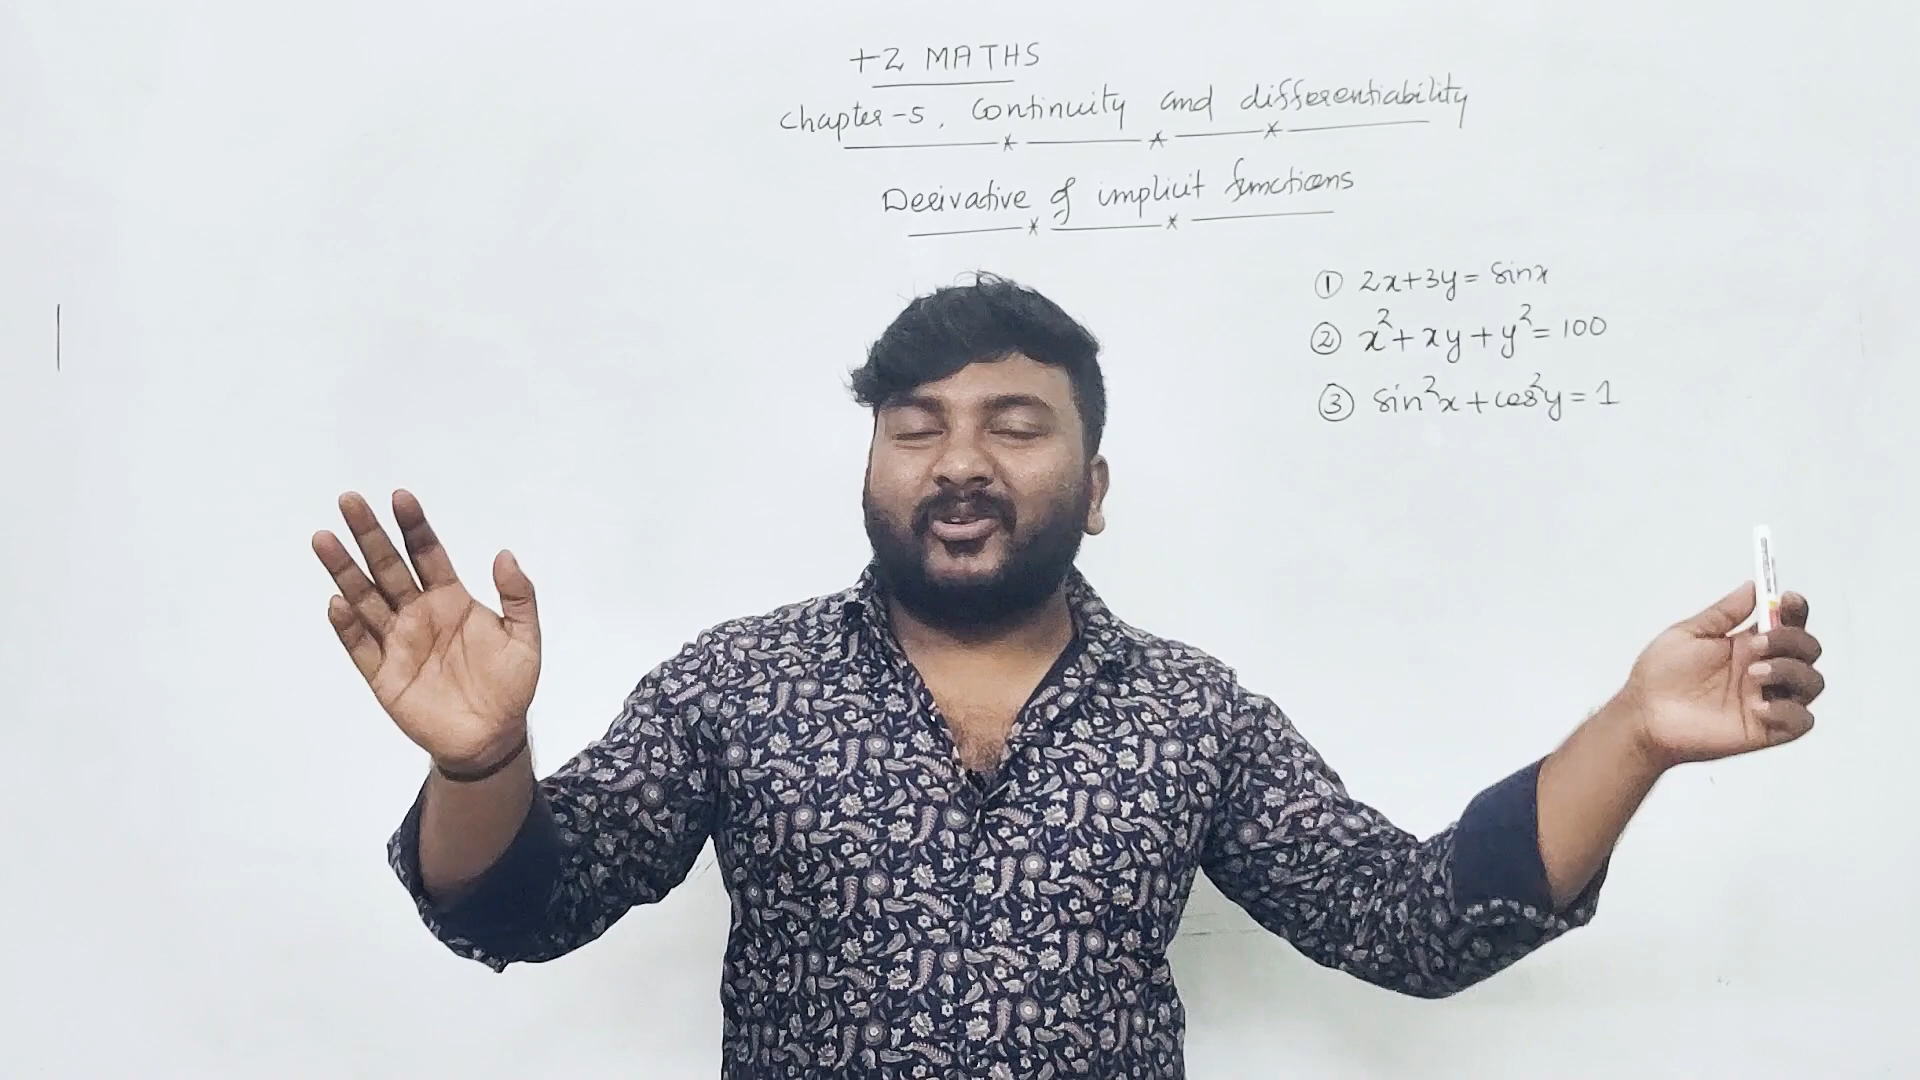 +2 MATHS
Chapter-5, Continuity and differentiability
Derivative of implicit functions
① 2x+3y = sinx
② x²+xy+y² = 100
③ sin²x+cos²y = 1